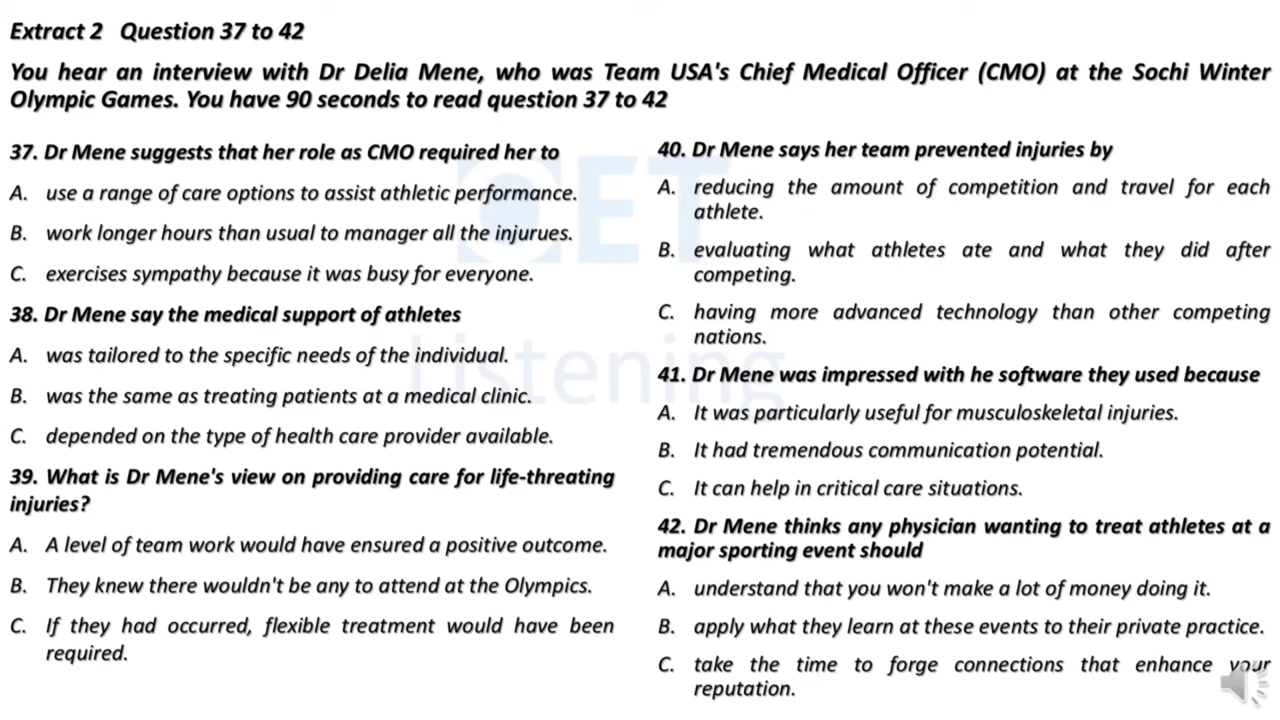 Extract 2 Question 37 to 42
You hear an interview with Dr Delia Mene, who was Team USA's Chief Medical Officer (CMO) at the Sochi Winter
Olympic Games. You have 90 seconds to read question 37 to 42
37. Dr Mene suggests that her role as CMO required her to
A. use a range of care options to assist athletic performance.
B. work longer hours than usual to manager all the injurues.
C. exercises sympathy because it was busy for everyone.
38. Dr Mene say the medical support of athletes
A. was tailored to the specific needs of the individual.
B. was the same as treating patients at a medical clinic.
C. depended on the type of health care provider available.
39. What is Dr Mene's view on providing care for life-threating
injuries?
A. A level of team work would have ensured a positive outcome.
B. They knew there wouldn't be any to attend at the Olympics.
C. If they had occurred, flexible treatment would have been
required.
40. Dr Mene says her team prevented injuries by
A. reducing the amount of competition and travel for each
athlete.
B. evaluating what athletes ate and what they did after
competing.
C. having more advanced technology than other competing
nations.
41. Dr Mene was impressed with he software they used because
A. It was particularly useful for musculoskeletal injuries.
B. It had tremendous communication potential.
C. It can help in critical care situations.
42. Dr Mene thinks any physician wanting to treat athletes at a
major sporting event should
A. understand that you won't make a lot of money doing it.
B. apply what they learn at these events to their private practice.
C. take the time to forge connections that enhance your
reputation.
OET
Listening